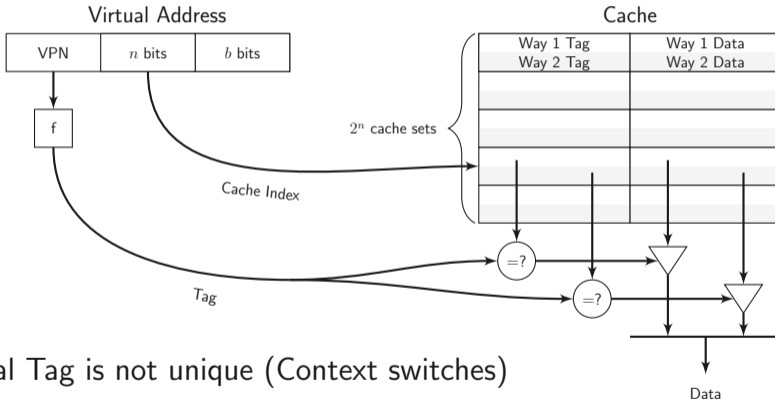 Virtual Address
Cache
VPN
n bits
b bits
Way 1 Tag
Way 1 Data
Way 2 Tag
Way 2 Data
f
2ⁿ cache sets
Cache Index
=?
Tag
=?
al Tag is not unique (Context switches)
Data